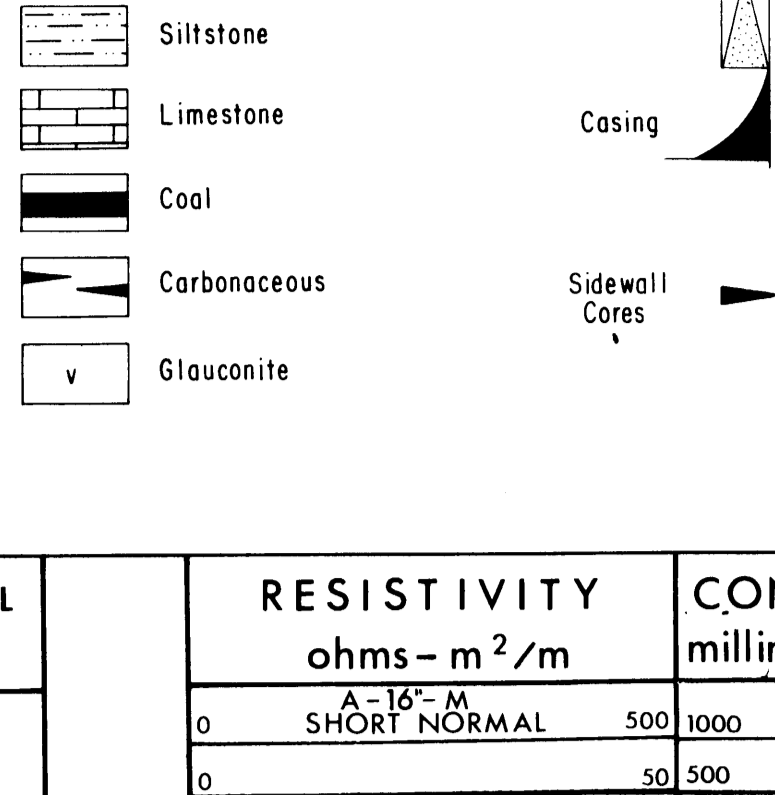 Siltstone
Limestone
Coal
Carbonaceous
v
Glauconite
Casing
Sidewall
Cores
L
RESISTIVITY
ohms-m²/m
A-16"-M
0 SHORT NORMAL 500
0 50
1000
500